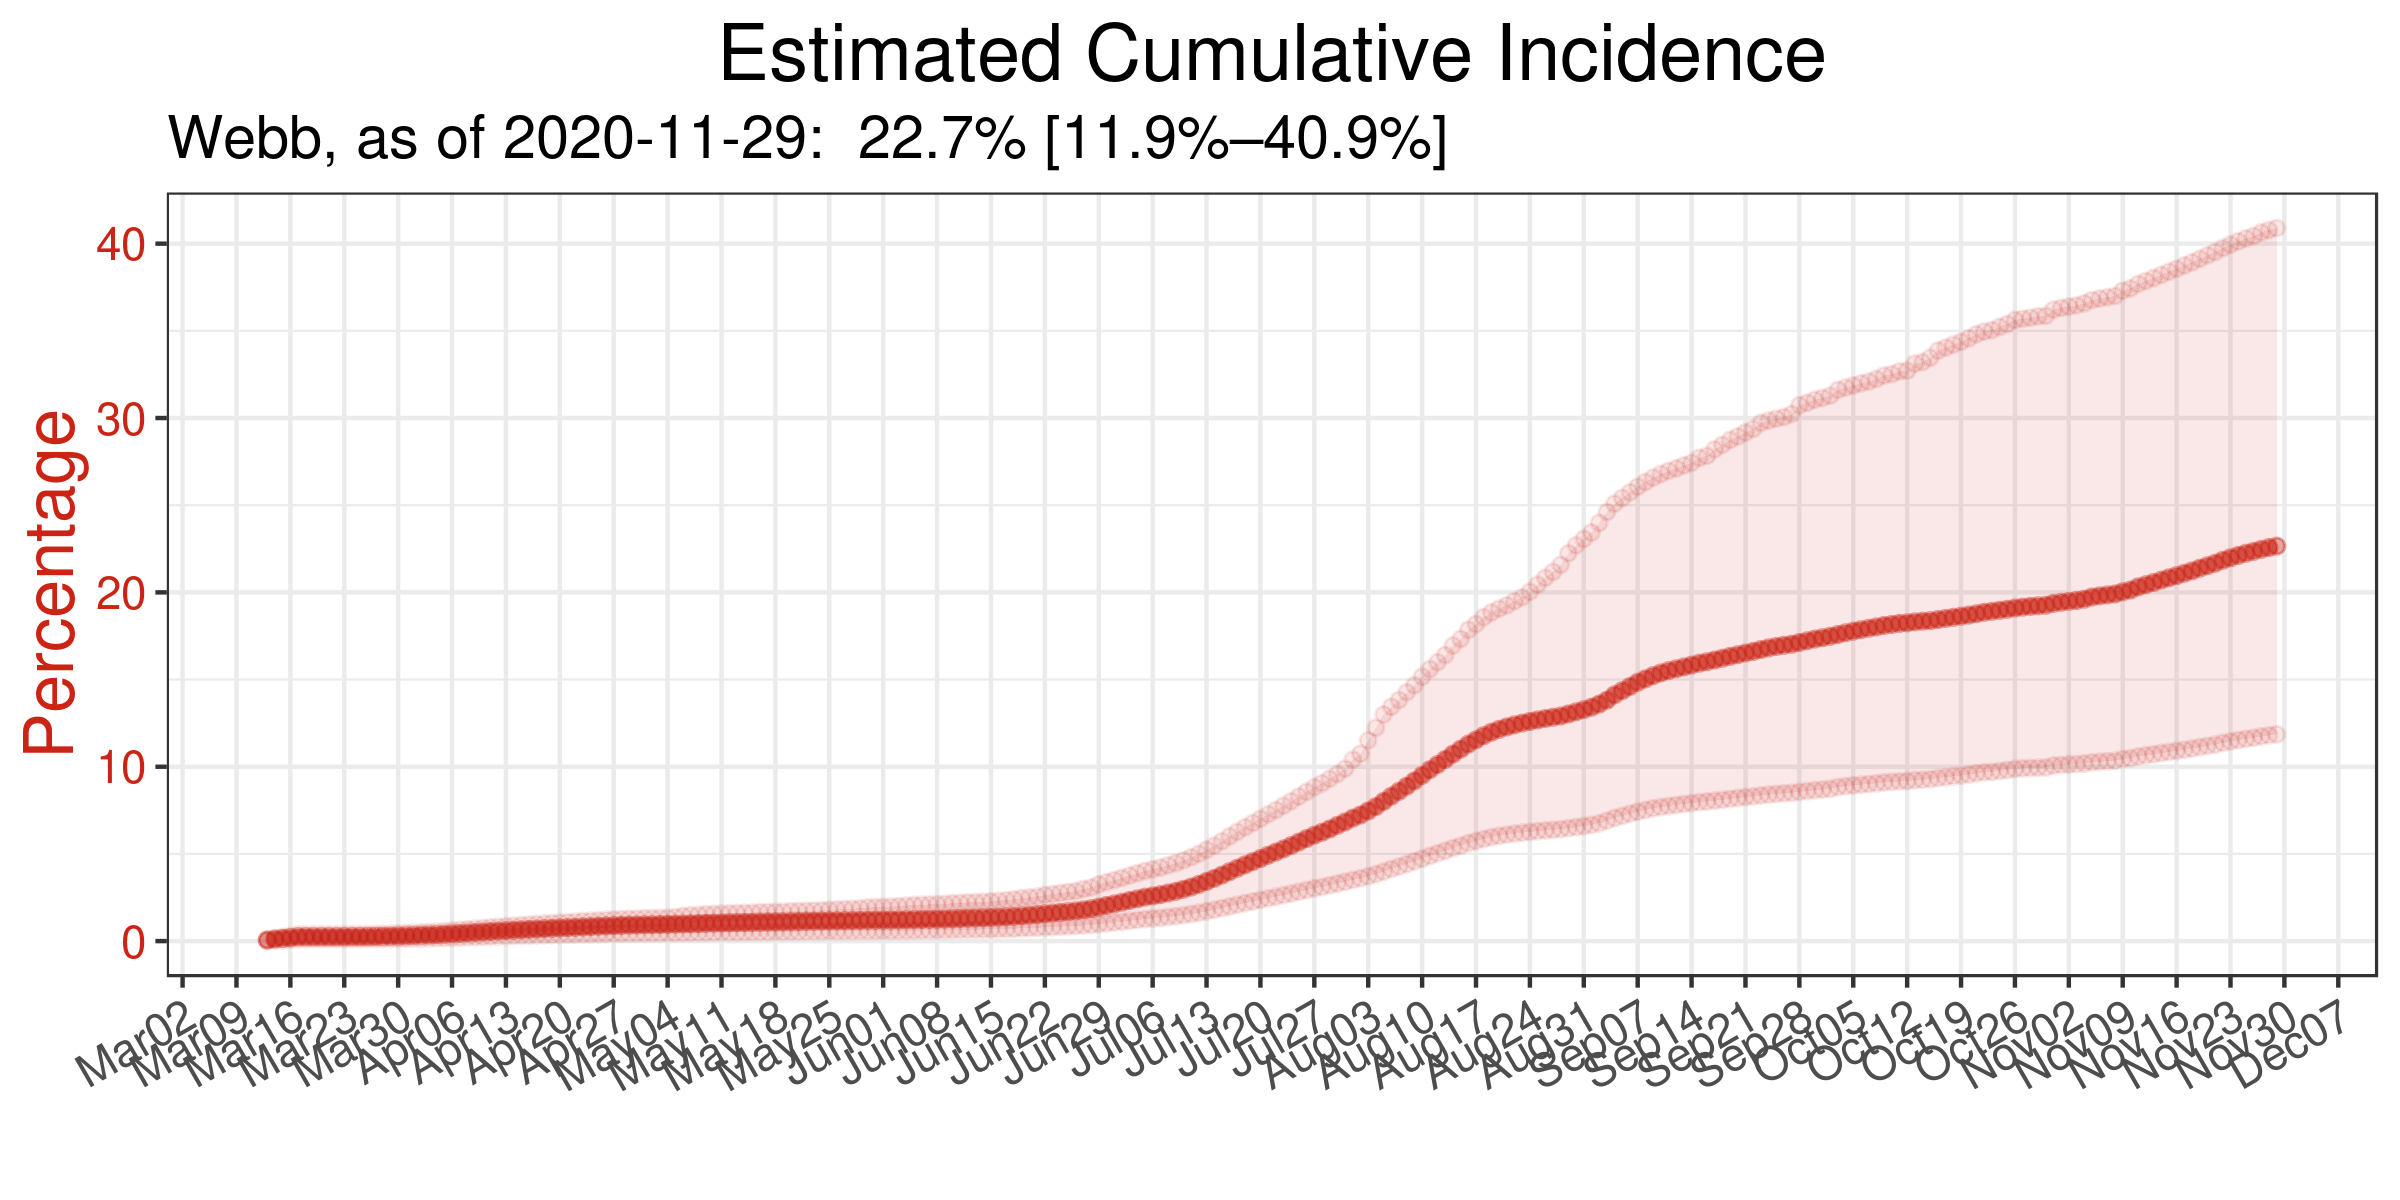 Estimated Cumulative Incidence
Webb, as of 2020-11-29:  22.7% [11.9%–40.9%]
Percentage
40
30
20
10
0
Mar02
Mar09
Mar16
Mar23
Mar30
Apr06
Apr13
Apr20
Apr27
May04
May11
May18
May25
Jun01
Jun08
Jun15
Jun22
Jun29
Jul06
Jul13
Jul20
Jul27
Aug03
Aug10
Aug17
Aug24
Aug31
Sep07
Sep14
Sep21
Sep28
Oct05
Oct12
Oct19
Oct26
Nov02
Nov09
Nov16
Nov23
Nov30
Dec07